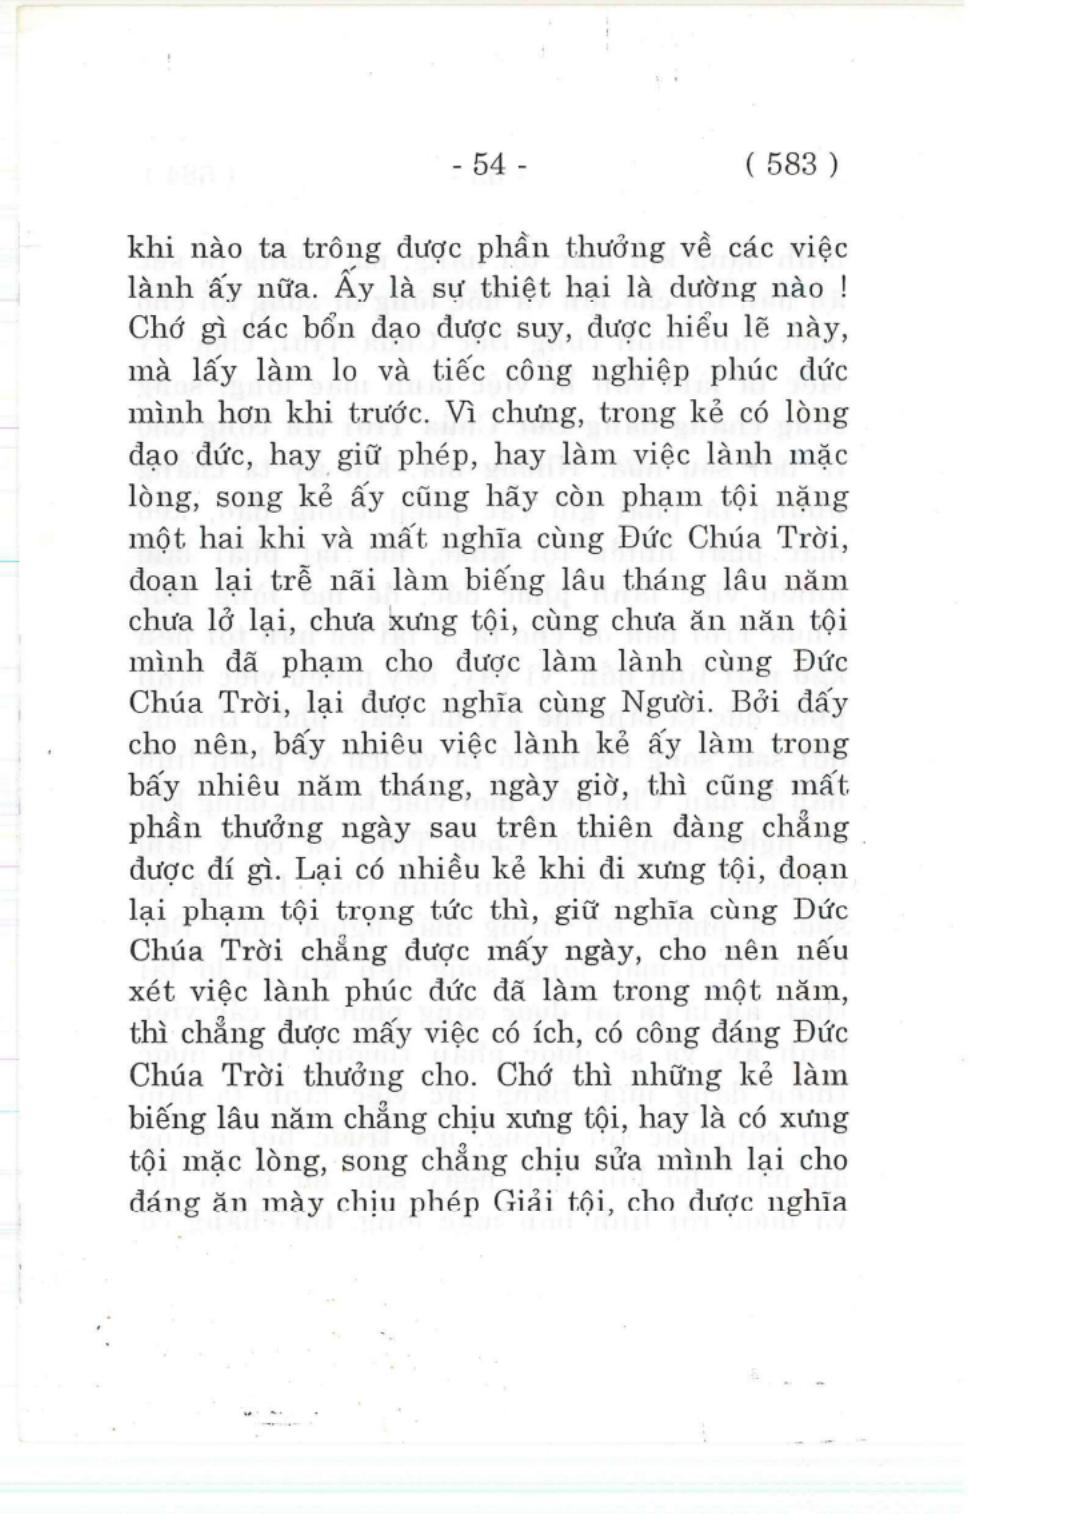 - 54 - ( 583 )
khi nào ta trông được phần thưởng về các việc
lành ấy nữa. Ấy là sự thiệt hại là dường nào !
Chớ gì các bổn đạo được suy, được hiểu lẽ này,
mà lấy làm lo và tiếc công nghiệp phúc đức
mình hơn khi trước. Vì chưng, trong kẻ có lòng
đạo đức, hay giữ phép, hay làm việc lành mặc
lòng, song kẻ ấy cũng hãy còn phạm tội nặng
một hai khi và mất nghĩa cùng Đức Chúa Trời,
đoạn lại trễ nãi làm biếng lâu tháng lâu năm
chưa lở lại, chưa xưng tội, cùng chưa ăn năn tội
mình đã phạm cho được làm lành cùng Đức
Chúa Trời, lại được nghĩa cùng Người. Bởi đấy
cho nên, bấy nhiêu việc lành kẻ ấy làm trong
bấy nhiêu năm tháng, ngày giờ, thì cũng mất
phần thưởng ngày sau trên thiên đàng chẳng
được đí gì. Lại có nhiều kẻ khi đi xưng tội, đoạn
lại phạm tội trọng tức thì, giữ nghĩa cùng Dức
Chúa Trời chẳng được mấy ngày, cho nên nếu
xét việc lành phúc đức đã làm trong một năm,
thì chẳng được mấy việc có ích, có công đáng Đức
Chúa Trời thưởng cho. Chớ thì những kẻ làm
biếng lâu năm chẳng chịu xưng tội, hay là có xưng
tội mặc lòng, song chẳng chịu sửa mình lại cho
đáng ăn mày chịu phép Giải tội, cho được nghĩa